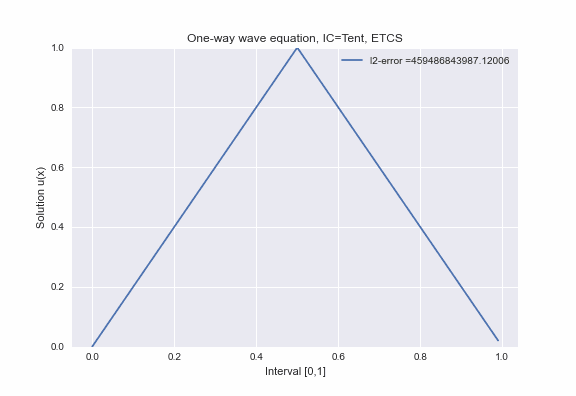 One-way wave equation, IC=Tent, ETCS
l2-error =459486843987.12006
1.0
0.8
0.6
0.4
0.2
0.0
Solution u(x)
0.0 0.2 0.4 0.6 0.8 1.0
Interval [0,1]